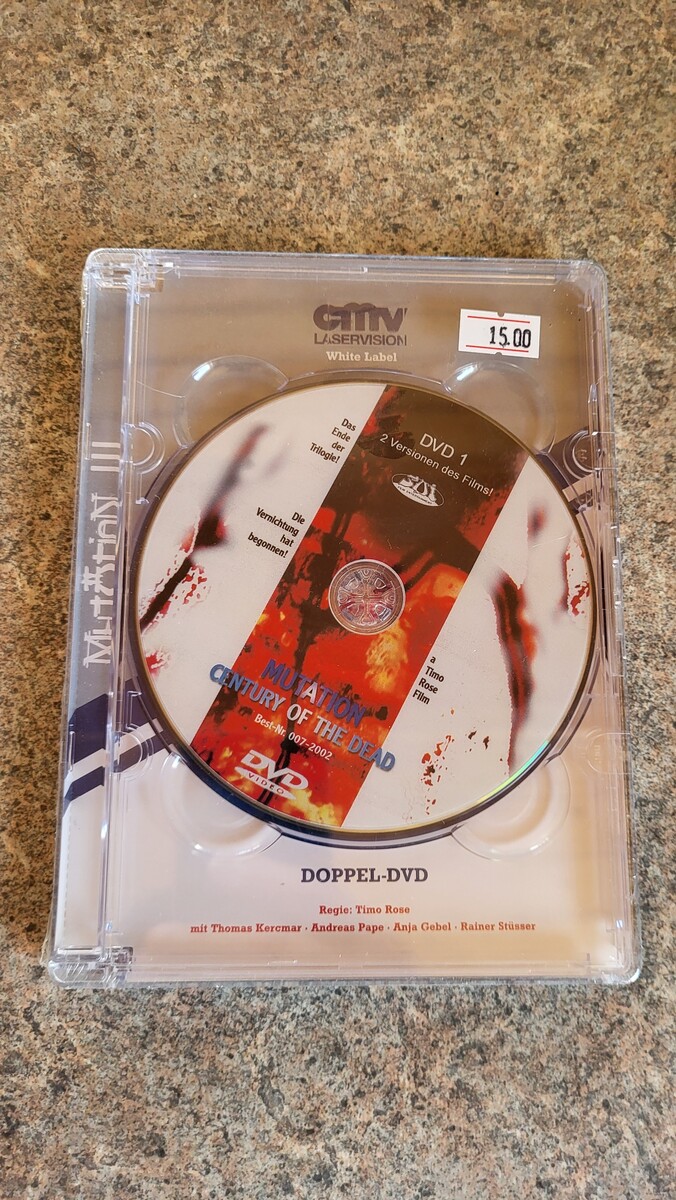 cmv
LASERVISION
White Label
15.00
MutAtioN III
DVD 1
2 Versionen des Films!
Das
Ende
der
Trilogie!
Die
Vernichtung
hat
begonnen!
a
Timo
Rose
Film
MUTATION
CENTURY OF THE DEAD
Best-Nr. 007-2002
DVD
VIDEO
DOPPEL-DVD
Regie: Timo Rose
mit Thomas Kercmar · Andreas Pape · Anja Gebel · Rainer Stüsser